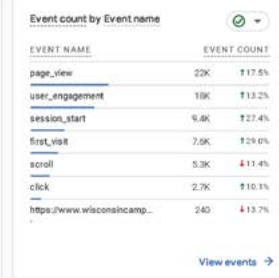 Event count by Event name
EVENT NAME EVENT COUNT
page_view 22K ↑17.5%
user_engagement 18K ↑13.2%
session_start 9.4K ↑27.4%
first_visit 7.6K ↑29.0%
scroll 5.3K ↓11.4%
click 2.7K ↑10.1%
https://www.wisconsincamp... 240 ↓13.7%
View events →